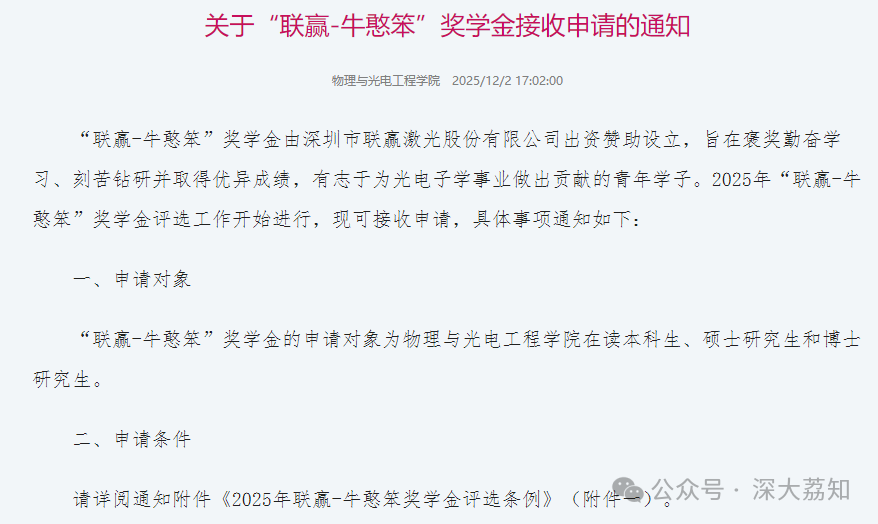 关于“联赢-牛憨笨”奖学金接收申请的通知
物理与光电工程学院 2025/12/2 17:02:00
“联赢-牛憨笨”奖学金由深圳市联赢激光股份有限公司出资赞助设立，旨在褒奖勤奋学
习、刻苦钻研并取得优异成绩，有志于为光电子学事业做出贡献的青年学子。2025年“联赢-牛
憨笨”奖学金评选工作开始进行，现可接收申请，具体事项通知如下：
一、申请对象
“联赢-牛憨笨”奖学金的申请对象为物理与光电工程学院在读本科生、硕士研究生和博士
研究生。
二、申请条件
请详阅通知附件《2025年联赢-牛憨笨奖学金评选条例》（附件一）。
公众号 · 深大荔知